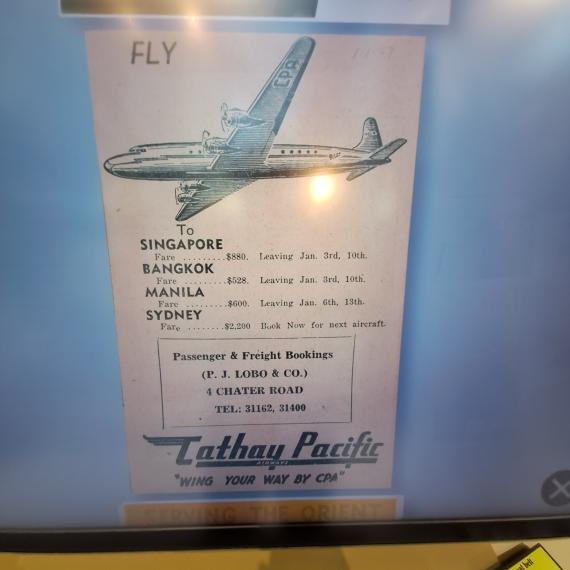 FLY
CPA
To
SINGAPORE
Fare .........$880. Leaving Jan. 3rd, 10th.
BANGKOK
Fare .........$528. Leaving Jan. 3rd, 10th.
MANILA
Fare .........$600. Leaving Jan. 6th, 13th.
SYDNEY
Fare ........$2,200 Book Now for next aircraft.
Passenger & Freight Bookings
(P. J. LOBO & CO.)
4 CHATER ROAD
TEL: 31162, 31400
Cathay Pacific
AIRWAYS
"WING YOUR WAY BY CPA"
SERVING THE ORIENT